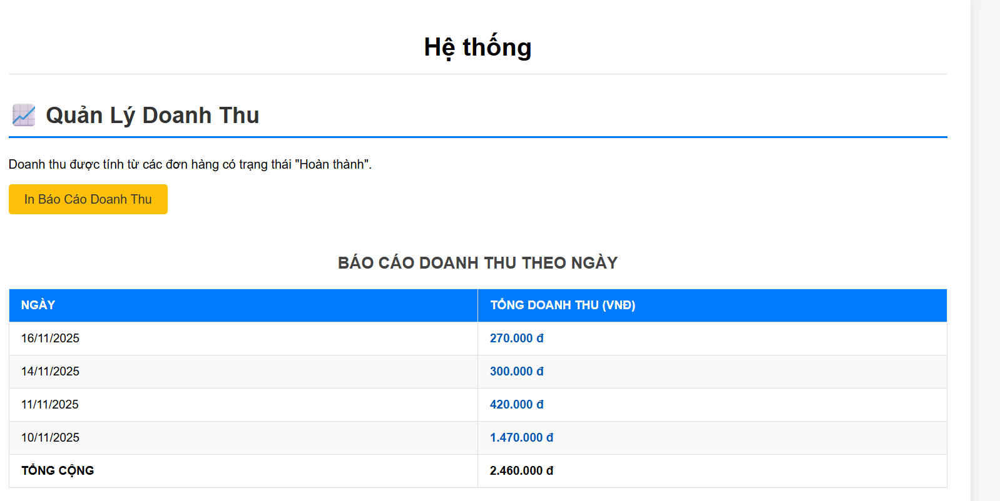 Hệ thống
Quản Lý Doanh Thu
Doanh thu được tính từ các đơn hàng có trạng thái "Hoàn thành".
In Báo Cáo Doanh Thu
BÁO CÁO DOANH THU THEO NGÀY
NGÀY TỔNG DOANH THU (VNĐ)
16/11/2025 270.000 đ
14/11/2025 300.000 đ
11/11/2025 420.000 đ
10/11/2025 1.470.000 đ
TỔNG CỘNG 2.460.000 đ